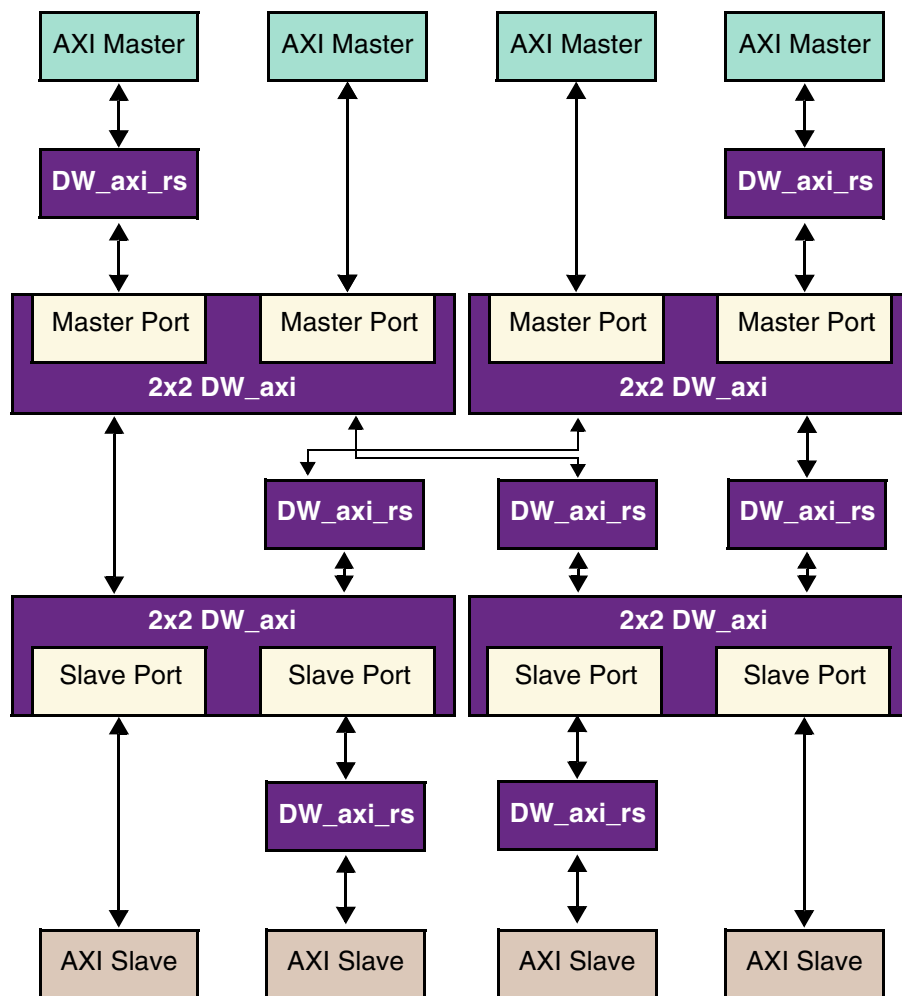 AXI Master
AXI Master
AXI Master
AXI Master
DW_axi_rs
DW_axi_rs
Master Port
Master Port
Master Port
Master Port
2x2 DW_axi
2x2 DW_axi
DW_axi_rs
DW_axi_rs
DW_axi_rs
2x2 DW_axi
2x2 DW_axi
Slave Port
Slave Port
Slave Port
Slave Port
DW_axi_rs
DW_axi_rs
AXI Slave
AXI Slave
AXI Slave
AXI Slave